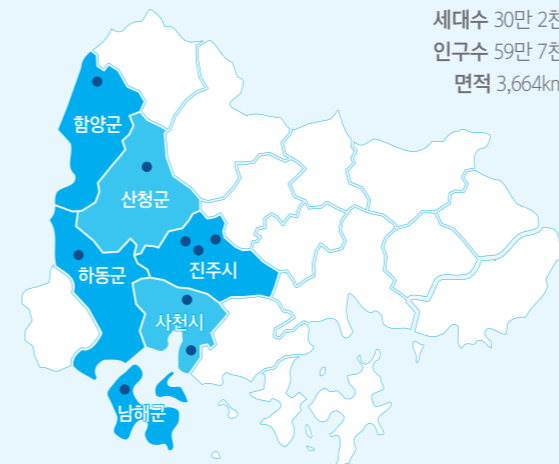 세대수 30만 2천
인구수 59만 7천
면적 3,664km
함양군
산청군
하동군
진주시
사천시
남해군